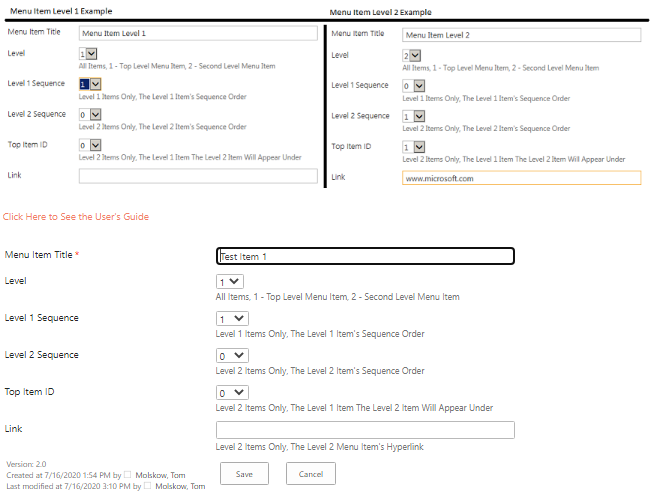 Menu Item Level 1 Example
Menu Item Title
Menu Item Level 1
Level
1
All Items, 1 - Top Level Menu Item, 2 - Second Level Menu Item
Level 1 Sequence
1
Level 1 Items Only, The Level 1 Item's Sequence Order
Level 2 Sequence
0
Level 2 Items Only, The Level 2 Item's Sequence Order
Top Item ID
0
Level 2 Items Only, The Level 1 Item The Level 2 Item Will Appear Under
Link
Menu Item Level 2 Example
Menu Item Title
Menu Item Level 2
Level
2
All Items, 1 - Top Level Menu Item, 2 - Second Level Menu Item
Level 1 Sequence
0
Level 1 Items Only, The Level 1 Item's Sequence Order
Level 2 Sequence
1
Level 2 Items Only, The Level 2 Item's Sequence Order
Top Item ID
1
Level 2 Items Only, The Level 1 Item The Level 2 Item Will Appear Under
Link
www.microsoft.com
Click Here to See the User's Guide
Menu Item Title *
Test Item 1
Level
1
All Items, 1 - Top Level Menu Item, 2 - Second Level Menu Item
Level 1 Sequence
1
Level 1 Items Only, The Level 1 Item's Sequence Order
Level 2 Sequence
0
Level 2 Items Only, The Level 2 Item's Sequence Order
Top Item ID
0
Level 2 Items Only, The Level 1 Item The Level 2 Item Will Appear Under
Link
Level 2 Items Only, The Level 2 Menu Item's Hyperlink
Version: 2.0
Created at 7/16/2020 1:54 PM by Molskow, Tom
Last modified at 7/16/2020 3:10 PM by Molskow, Tom
Save
Cancel